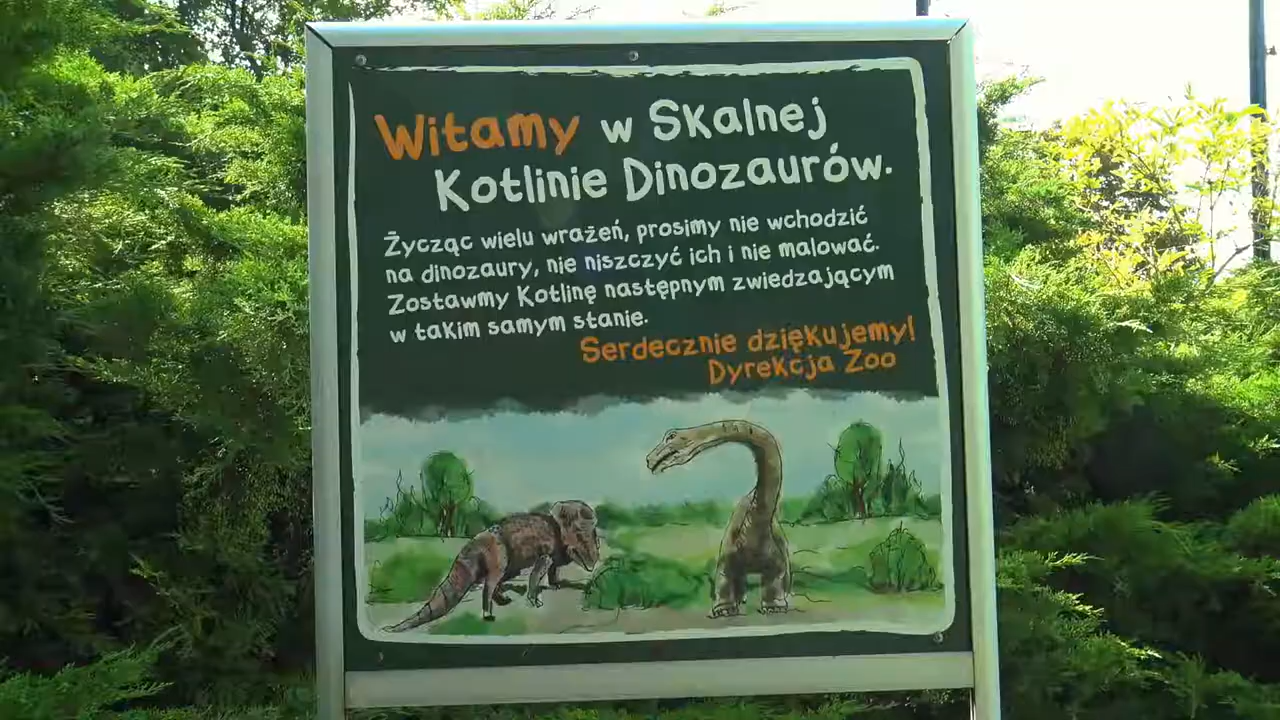 Witamy w Skalnej
Kotlinie Dinozaurów.
Życząc wielu wrażeń, prosimy nie wchodzić
na dinozaury, nie niszczyć ich i nie malować.
Zostawmy Kotlinę następnym zwiedzającym
w takim samym stanie.
Serdecznie dziękujemy!
Dyrekcja Zoo